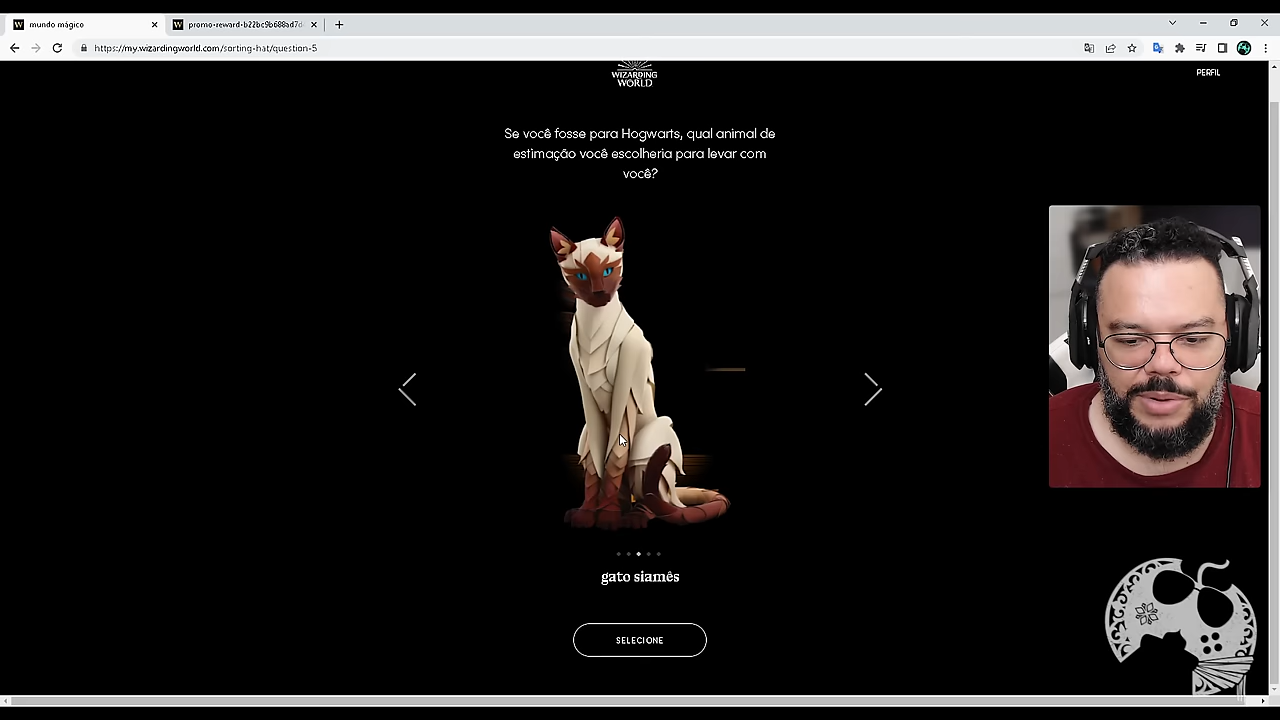 mundo mágico
promo-reward-b22bc9b688ad7d
https://my.wizardingworld.com/sorting-hat/question-5
WIZARDING
WORLD
PERFIL
Se você fosse para Hogwarts, qual animal de
estimação você escolheria para levar com
você?
gato siamês
SELECIONE